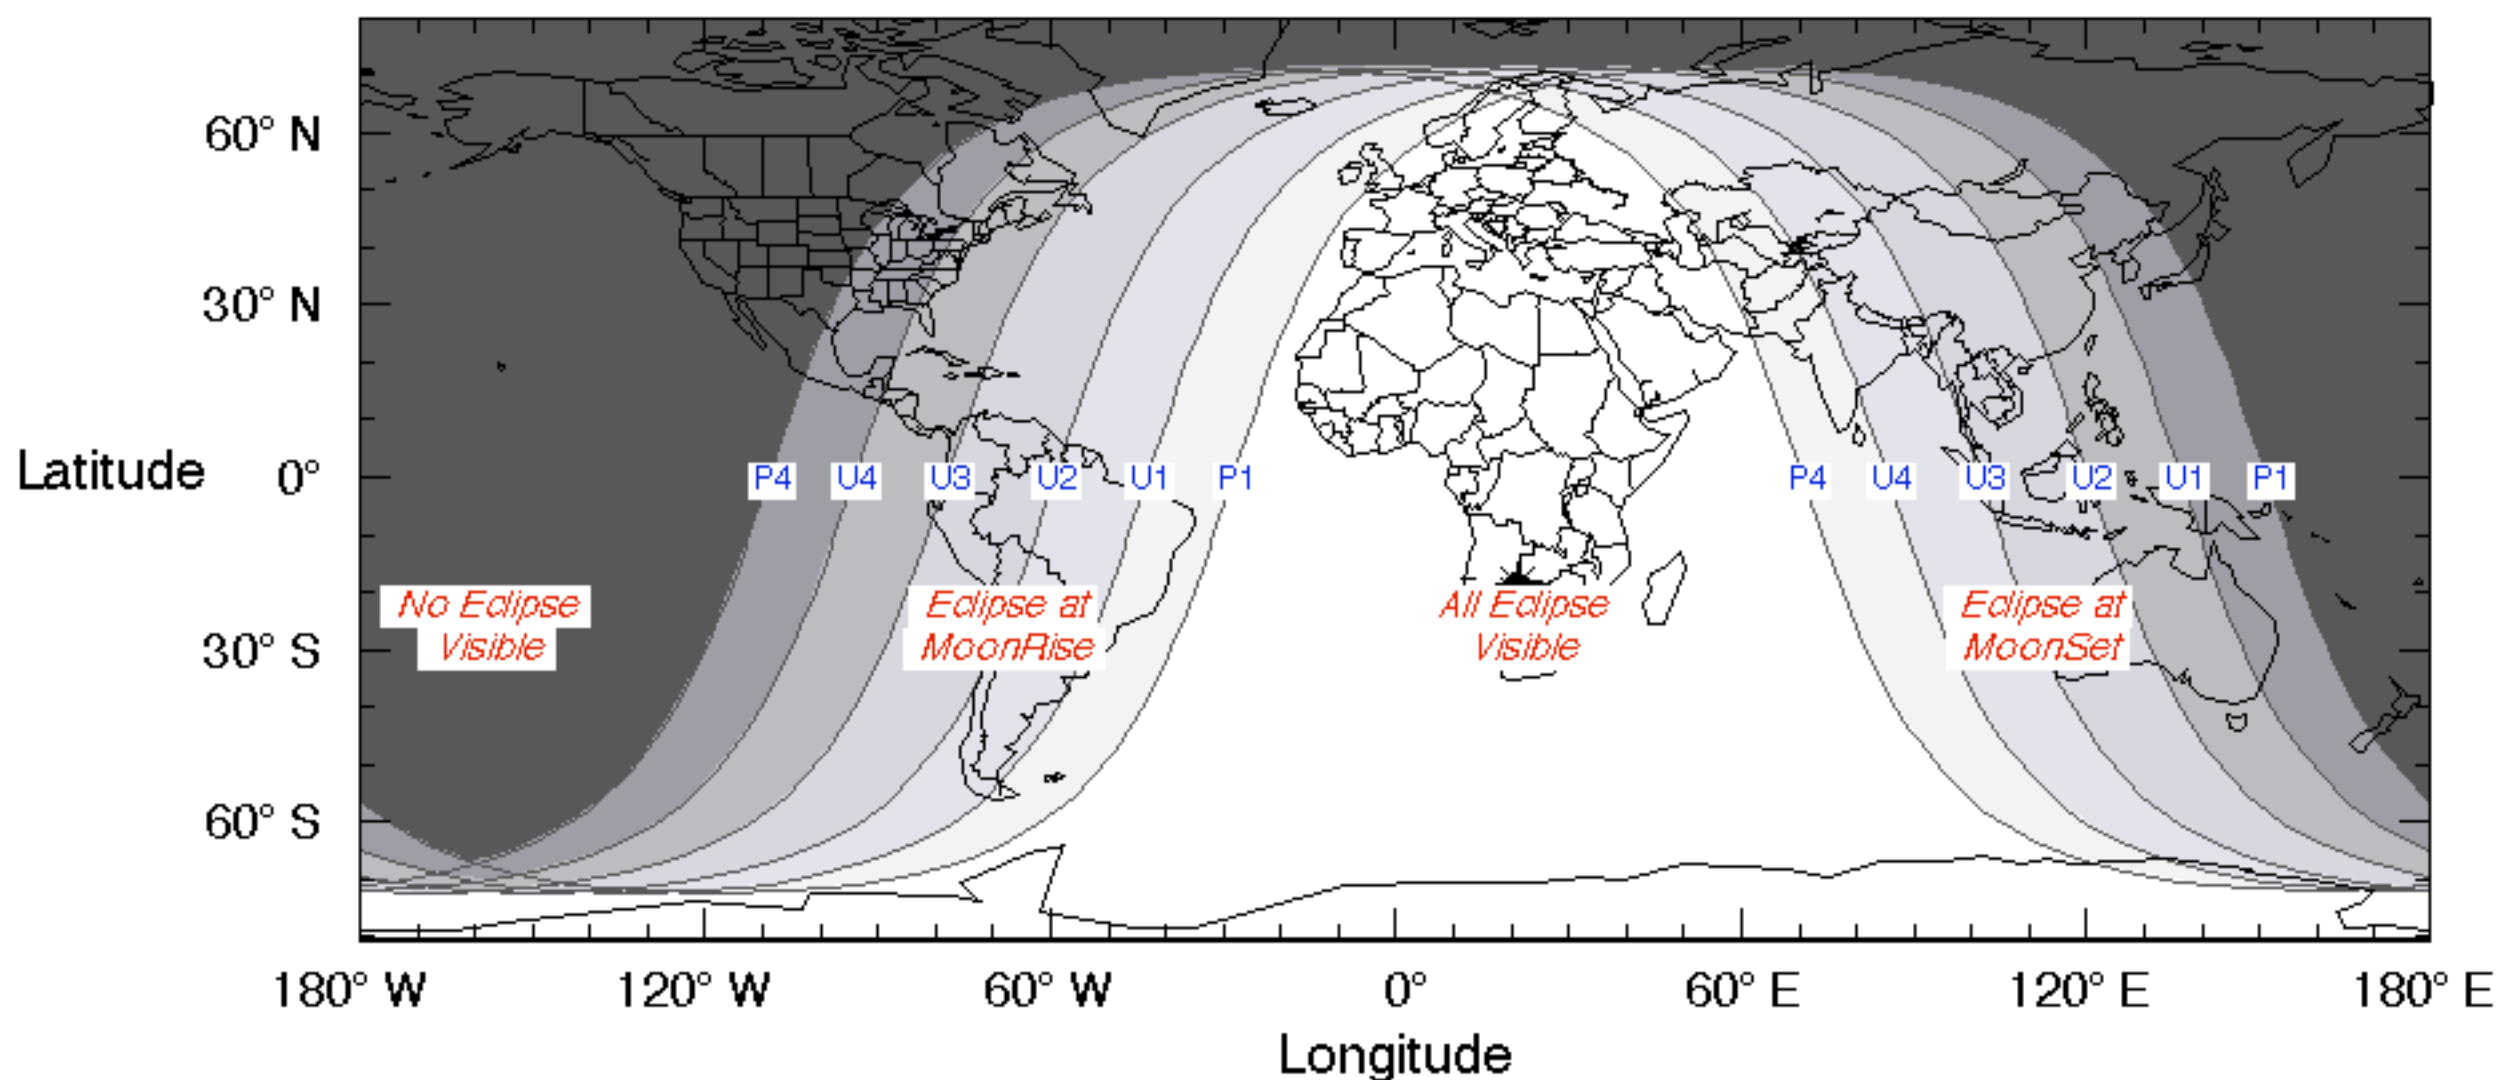 60° N
30° N
Latitude 0°
P4 U4 U3 U2 U1 P1 P4 U4 U3 U2 U1 P1
No Eclipse
Visible
Eclipse at
MoonRise
All Eclipse
Visible
Eclipse at
MoonSet
30° S
60° S
180° W 120° W 60° W 0° 60° E 120° E 180° E
Longitude